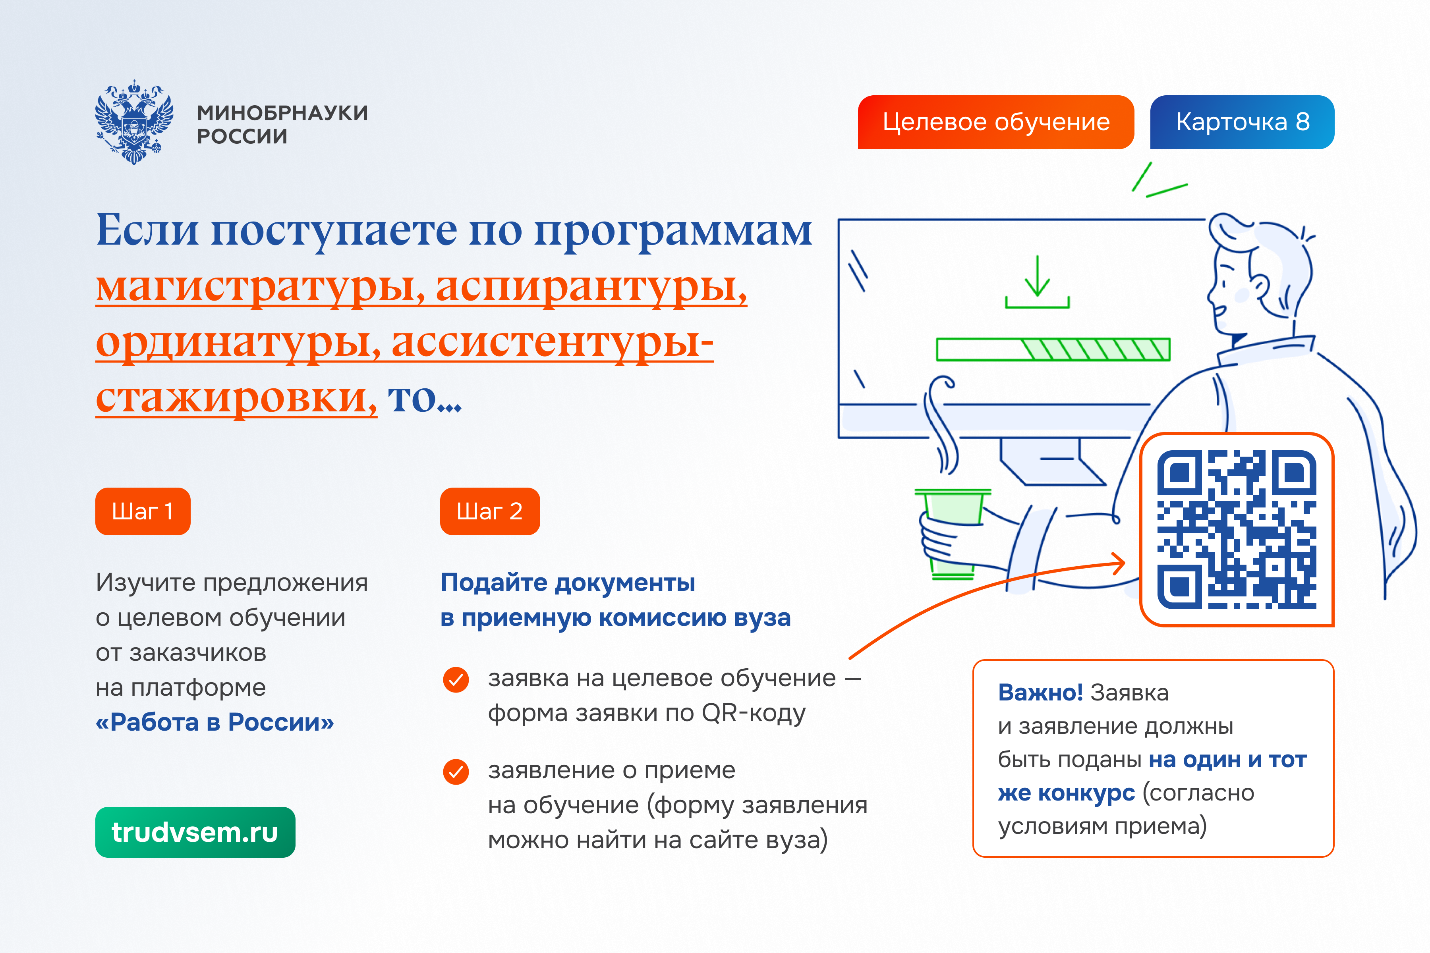 МИНОБРНАУКИ
РОССИИ
Целевое обучение
Карточка 8
Если поступаете по программам
магистратуры, аспирантуры,
ординатуры, ассистентуры-
стажировки, то...
Шаг 1
Изучите предложения
о целевом обучении
от заказчиков
на платформе
«Работа в России»
trudvsem.ru
Шаг 2
Подайте документы
в приемную комиссию вуза
заявка на целевое обучение —
форма заявки по QR-коду
заявление о приеме
на обучение (форму заявления
можно найти на сайте вуза)
Важно! Заявка
и заявление должны
быть поданы на один и тот
же конкурс (согласно
условиям приема)